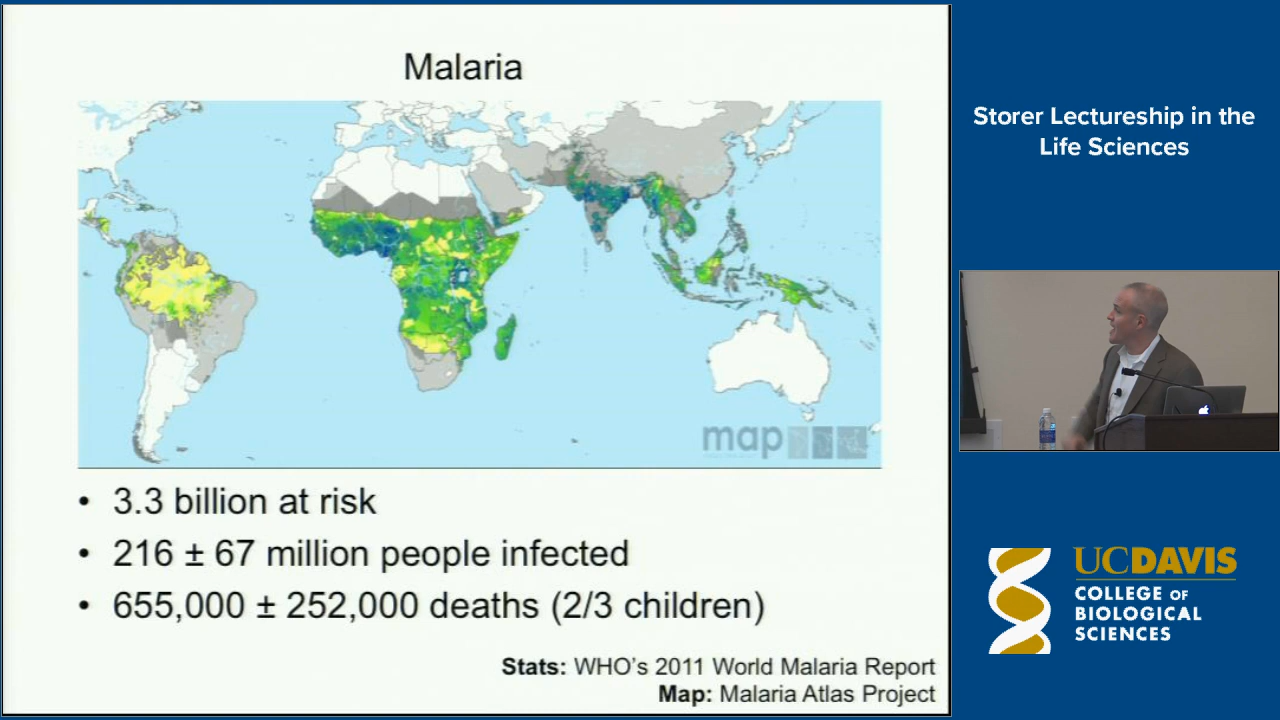 Malaria
map
• 3.3 billion at risk
• 216 ± 67 million people infected
• 655,000 ± 252,000 deaths (2/3 children)
Stats: WHO's 2011 World Malaria Report
Map: Malaria Atlas Project
Storer Lectureship in the
Life Sciences
UCDAVIS
COLLEGE OF
BIOLOGICAL
SCIENCES